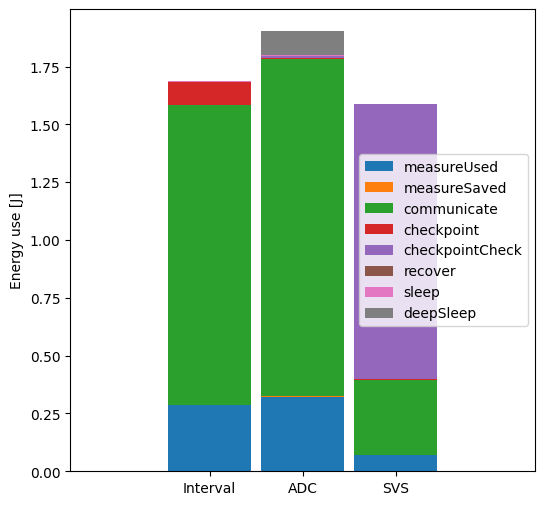 Energy use [J]
1.75
1.50
1.25
1.00
0.75
0.50
0.25
0.00
measureUsed
measureSaved
communicate
checkpoint
checkpointCheck
recover
sleep
deepSleep
Interval
ADC
SVS